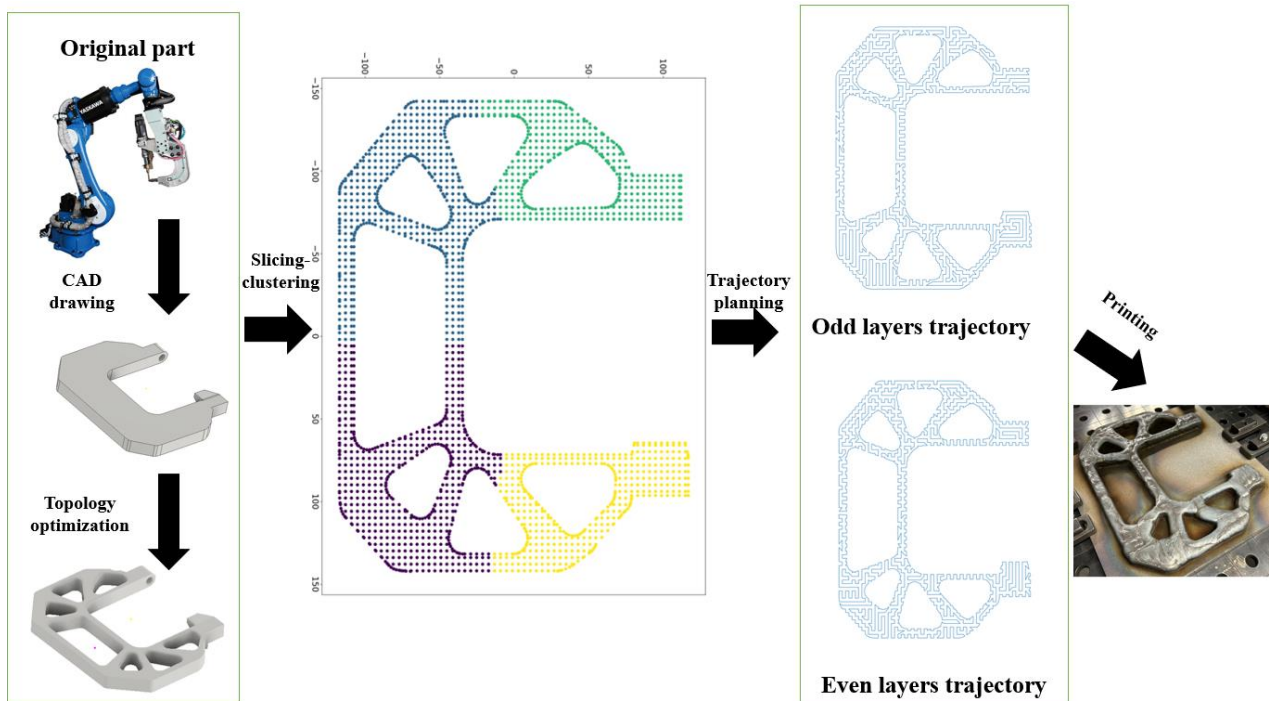 Original part
YASKAWA
CAD
drawing
Topology
optimization
Slicing-
clustering
−100
−50
0
50
100
−150
−100
−50
0
50
100
150
Trajectory
planning
Odd layers trajectory
Even layers trajectory
Printing